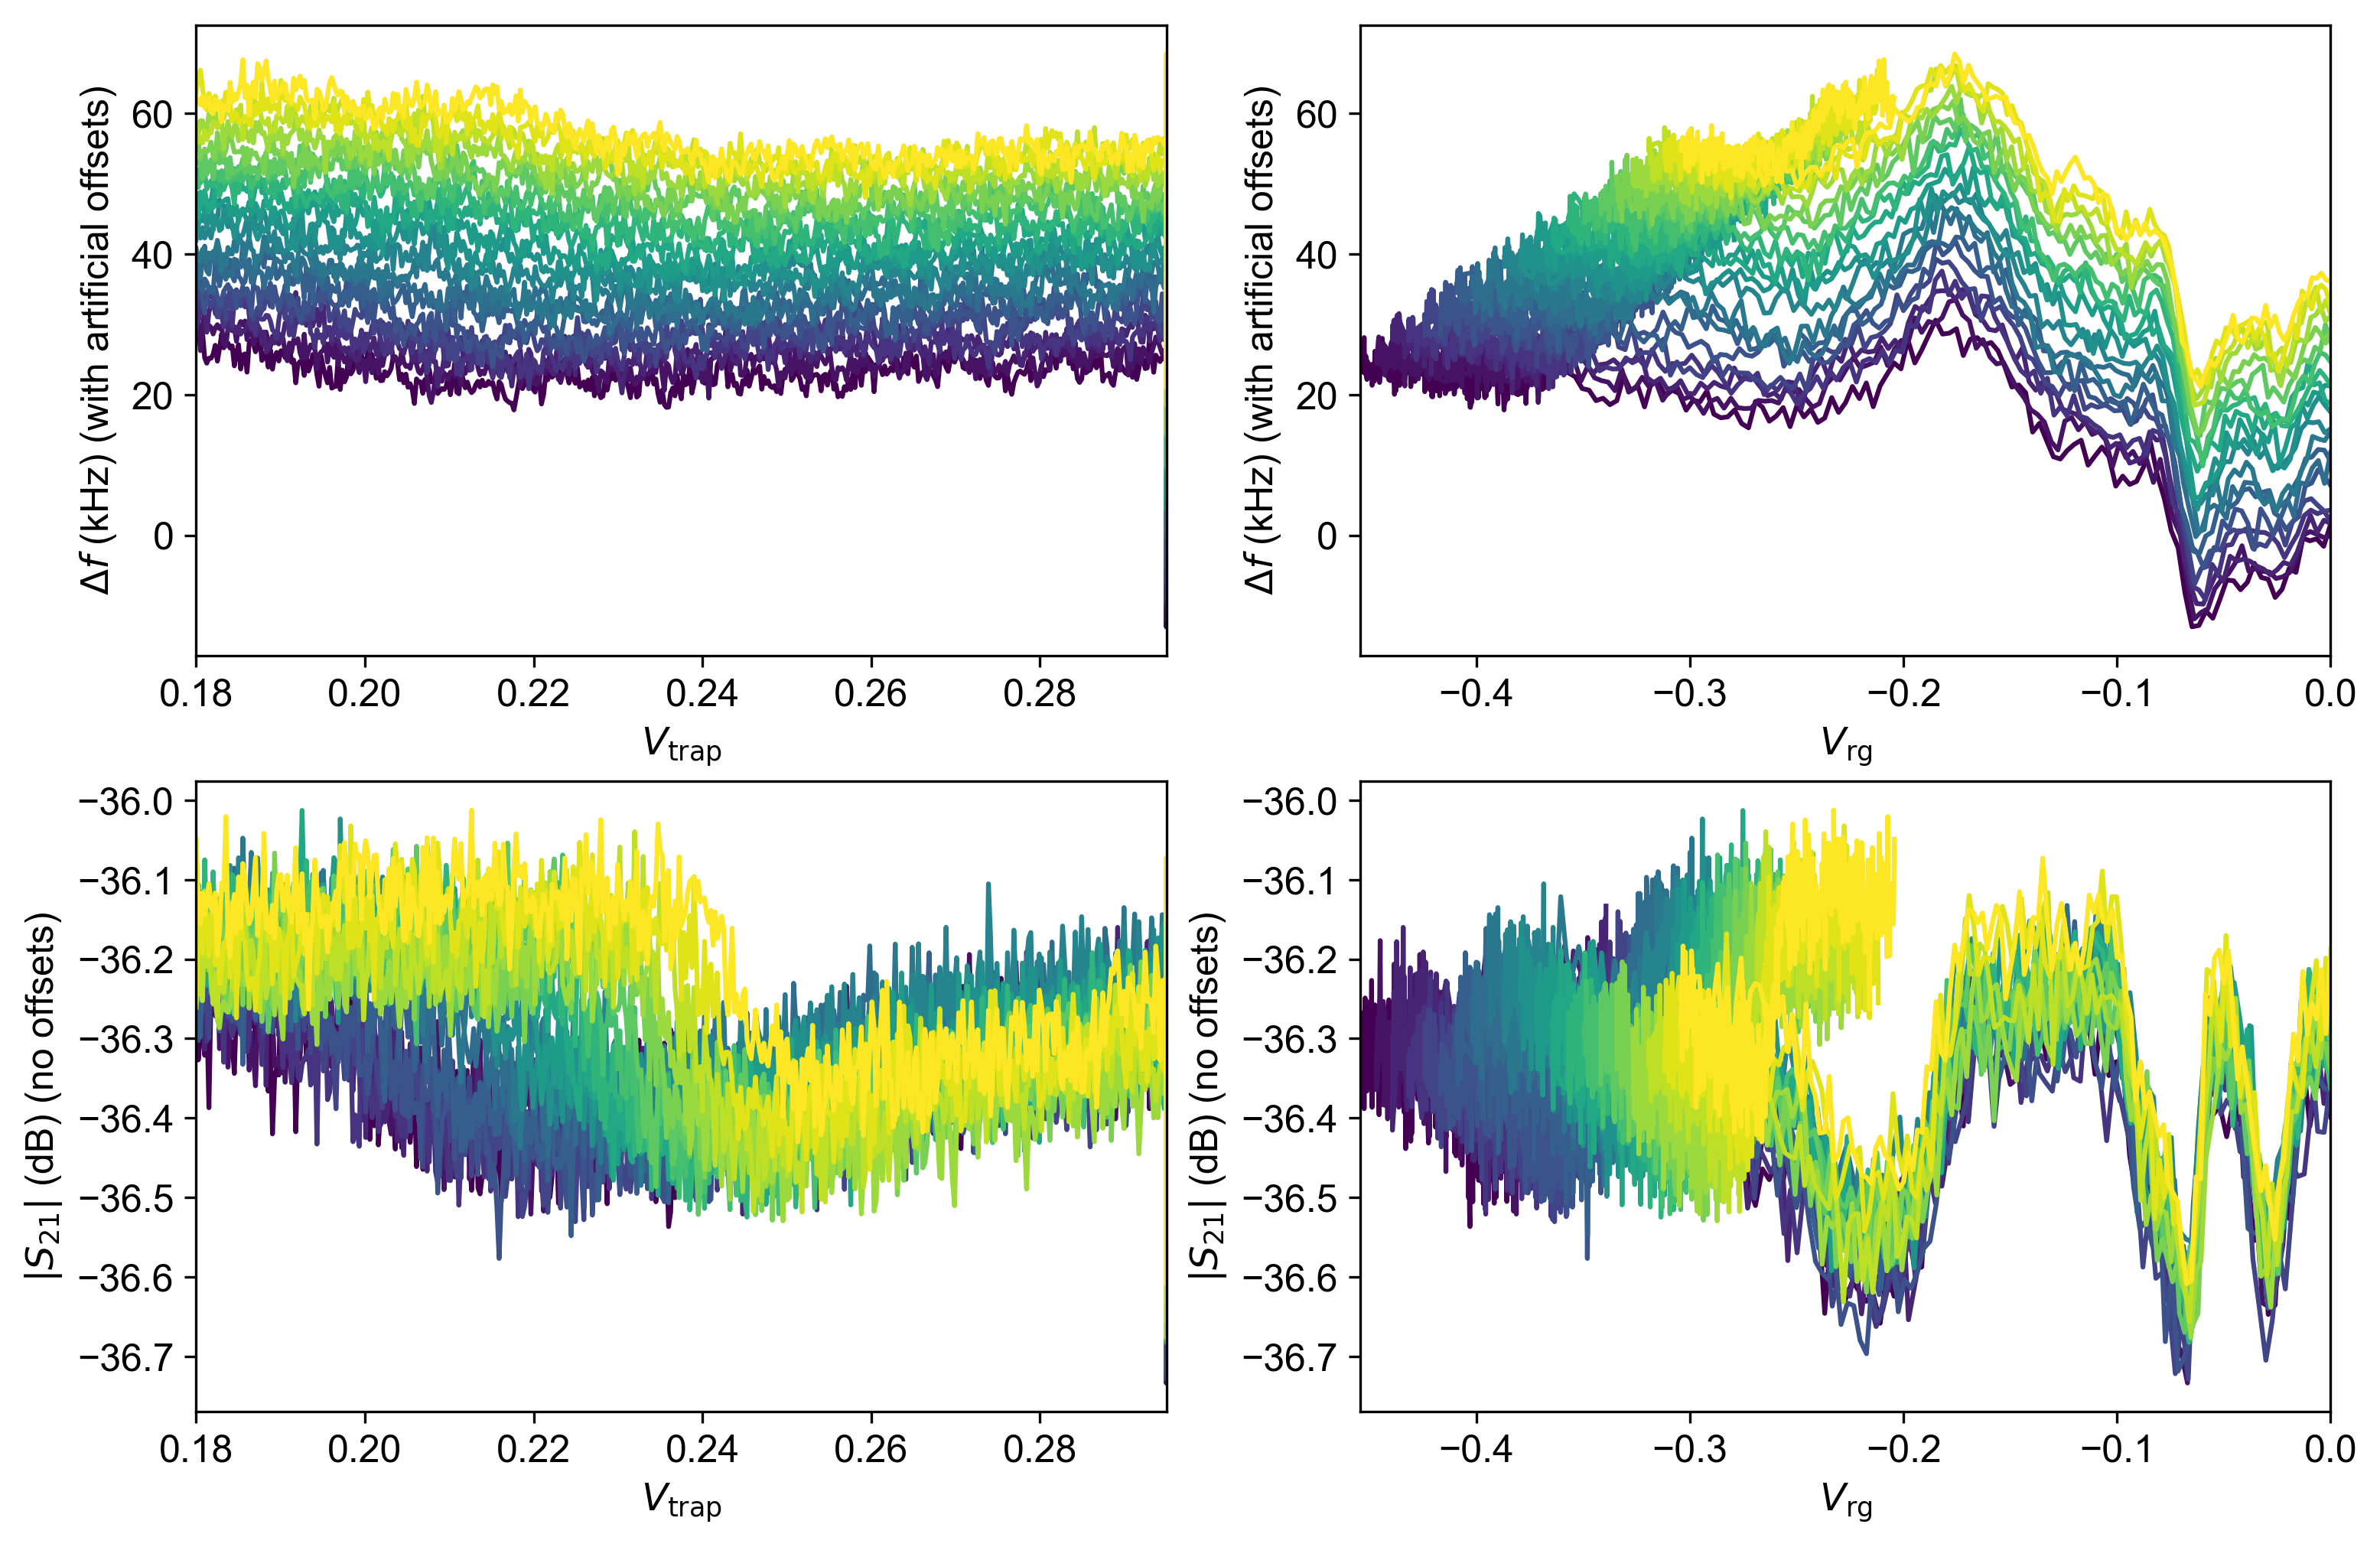 Δf (kHz) (with artificial offsets)
60
40
20
0
0.18 0.20 0.22 0.24 0.26 0.28
V_trap
Δf (kHz) (with artificial offsets)
60
40
20
0
−0.4 −0.3 −0.2 −0.1 0.0
V_rg
|S_21| (dB) (no offsets)
−36.0
−36.1
−36.2
−36.3
−36.4
−36.5
−36.6
−36.7
0.18 0.20 0.22 0.24 0.26 0.28
V_trap
|S_21| (dB) (no offsets)
−36.0
−36.1
−36.2
−36.3
−36.4
−36.5
−36.6
−36.7
−0.4 −0.3 −0.2 −0.1 0.0
V_rg